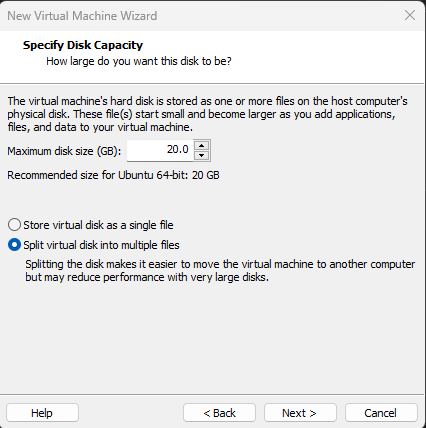 New Virtual Machine Wizard
Specify Disk Capacity
How large do you want this disk to be?
The virtual machine's hard disk is stored as one or more files on the host computer's
physical disk. These file(s) start small and become larger as you add applications,
files, and data to your virtual machine.
Maximum disk size (GB): 20.0
Recommended size for Ubuntu 64-bit: 20 GB
Store virtual disk as a single file
Split virtual disk into multiple files
Splitting the disk makes it easier to move the virtual machine to another computer
but may reduce performance with very large disks.
Help < Back Next > Cancel